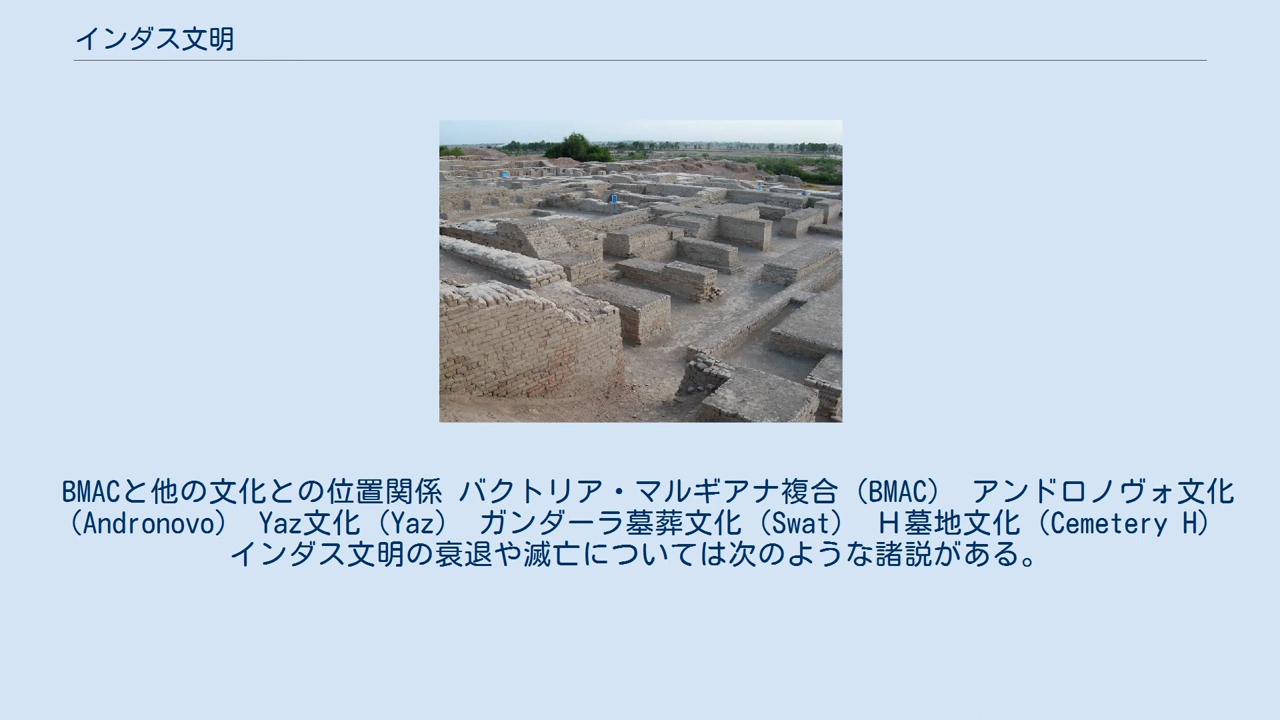 インダス文明
BMACと他の文化との位置関係 バクトリア・マルギアナ複合（BMAC） アンドロノヴォ文化
（Andronovo） Yaz文化（Yaz） ガンダーラ墓葬文化（Swat） Ｈ墓地文化（Cemetery H）
インダス文明の衰退や滅亡については次のような諸説がある。